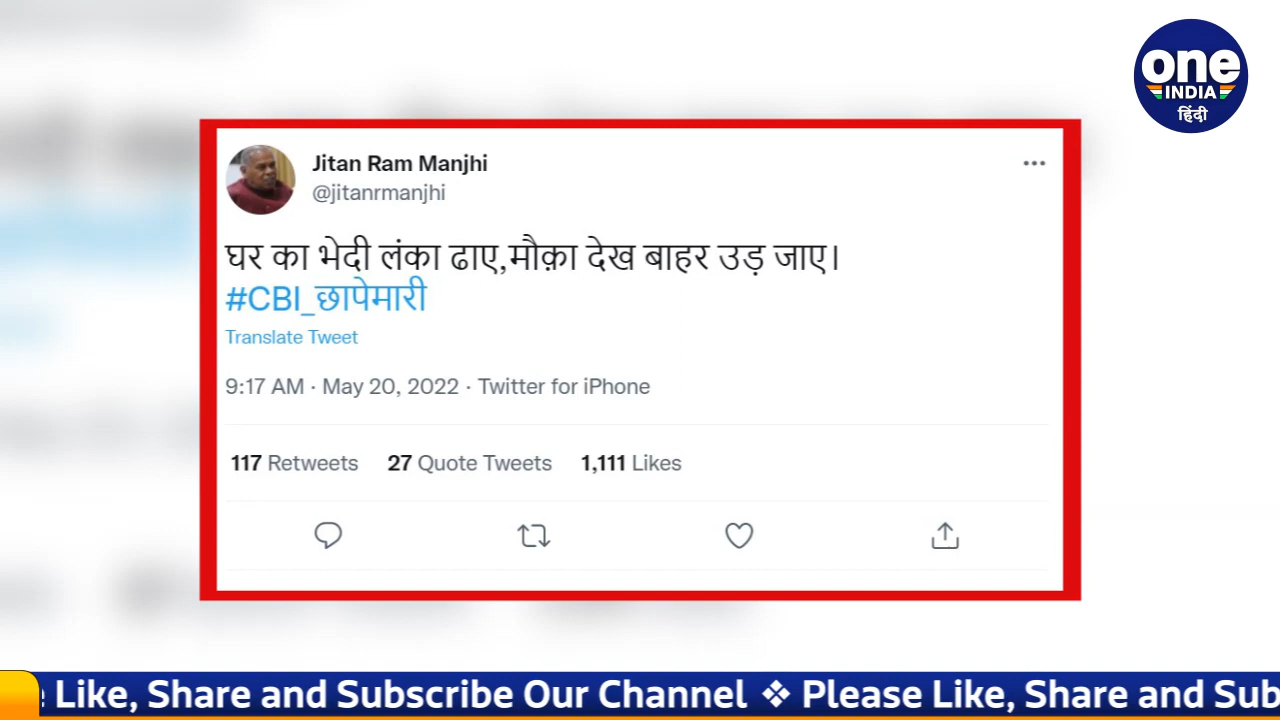 one
INDIA
हिंदी
Jitan Ram Manjhi
@jitanrmanjhi
घर का भेदी लंका ढाए,मौक़ा देख बाहर उड़ जाए।
#CBI_छापेमारी
Translate Tweet
9:17 AM · May 20, 2022 · Twitter for iPhone
117 Retweets 27 Quote Tweets 1,111 Likes
Like, Share and Subscribe Our Channel ❖ Please Like, Share and Sub